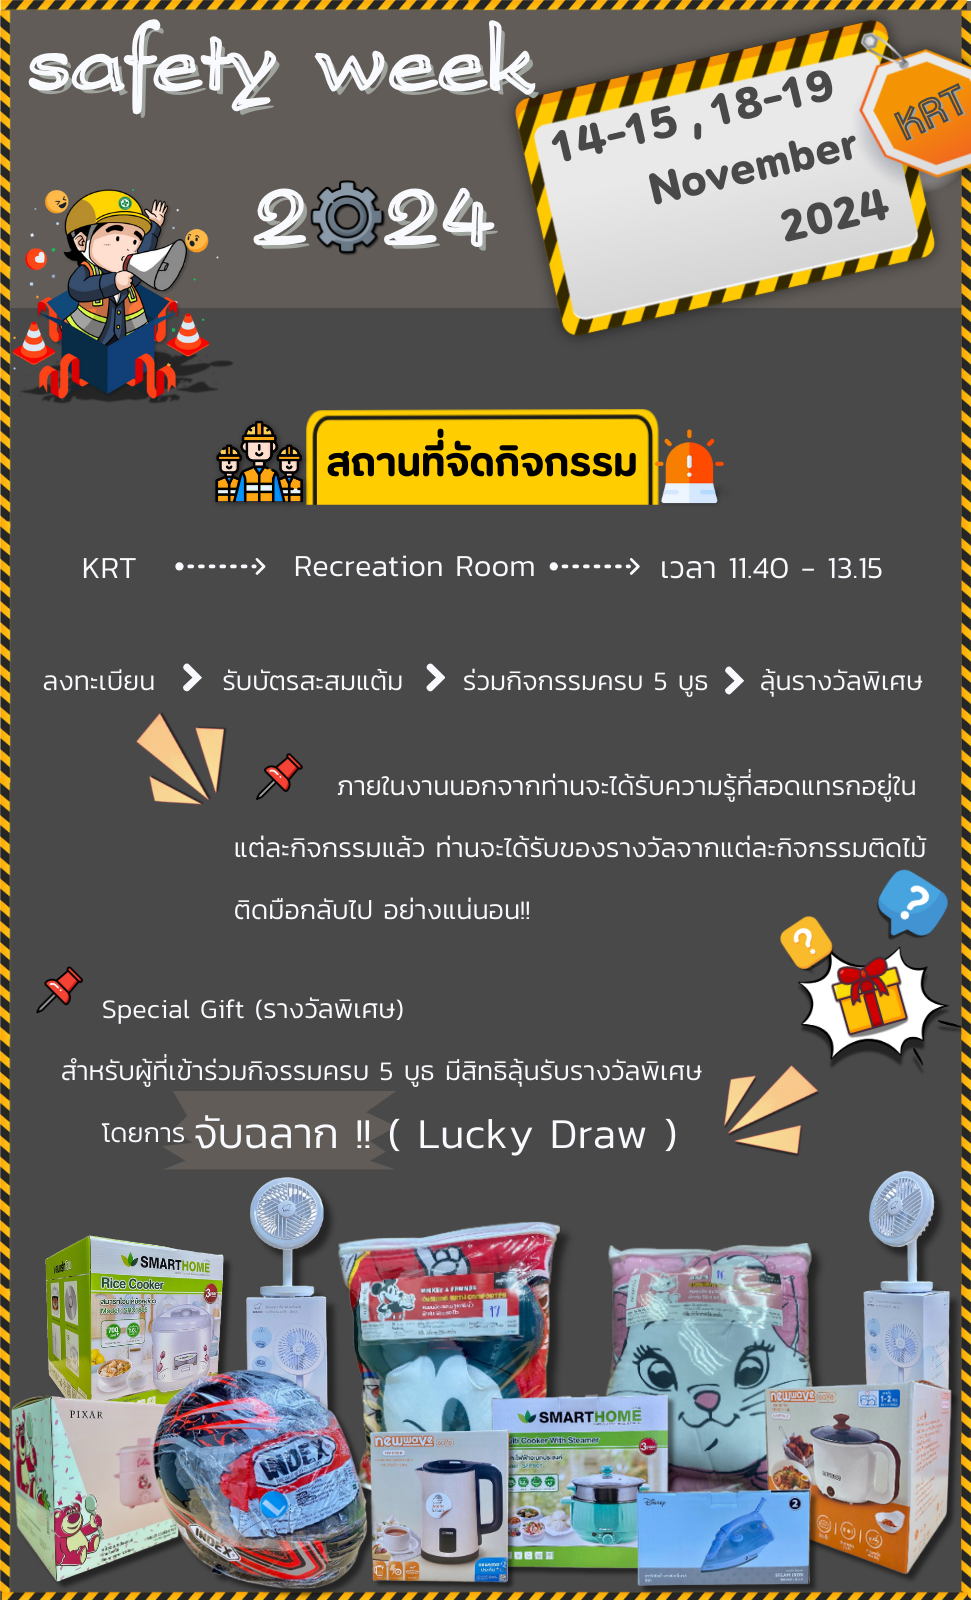 safety week
2024
14-15 , 18-19
November
2024
KRT
สถานที่จัดกิจกรรม
KRT Recreation Room เวลา 11.40 - 13.15
ลงทะเบียน รับบัตรสะสมแต้ม ร่วมกิจกรรมครบ 5 บูธ ลุ้นรางวัลพิเศษ
ภายในงานนอกจากท่านจะได้รับความรู้ที่สอดแทรกอยู่ใน
แต่ละกิจกรรมแล้ว ท่านจะได้รับของรางวัลจากแต่ละกิจกรรมติดไม้
ติดมือกลับไป อย่างแน่นอน!!
Special Gift (รางวัลพิเศษ)
สำหรับผู้ที่เข้าร่วมกิจรรมครบ 5 บูธ มีสิทธิลุ้นรับรางวัลพิเศษ
โดยการ จับฉลาก !! ( Lucky Draw )
SMARTHOME
Rice Cooker
PIXAR
INDEX
INDEX
newwave
SMARTHOME
Cooker With Steamer
Disney
2
newwave